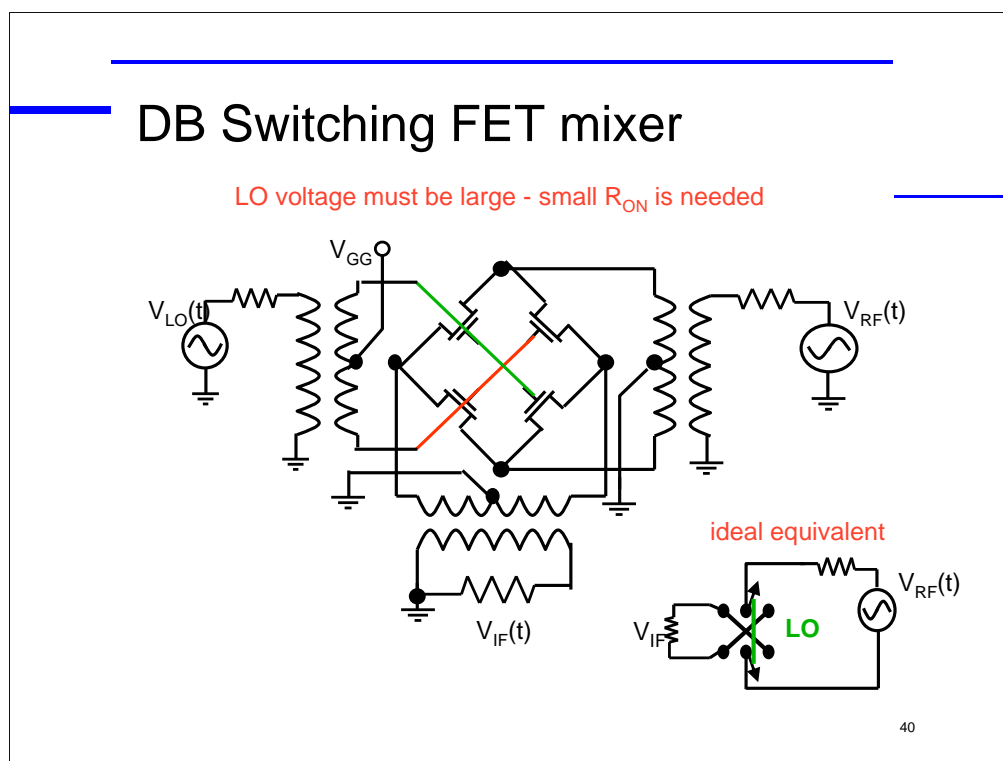 DB Switching FET mixer
LO voltage must be large - small R_ON is needed
V_GG
V_LO(t)
V_RF(t)
ideal equivalent
V_RF(t)
V_IF
LO
V_IF(t)
40